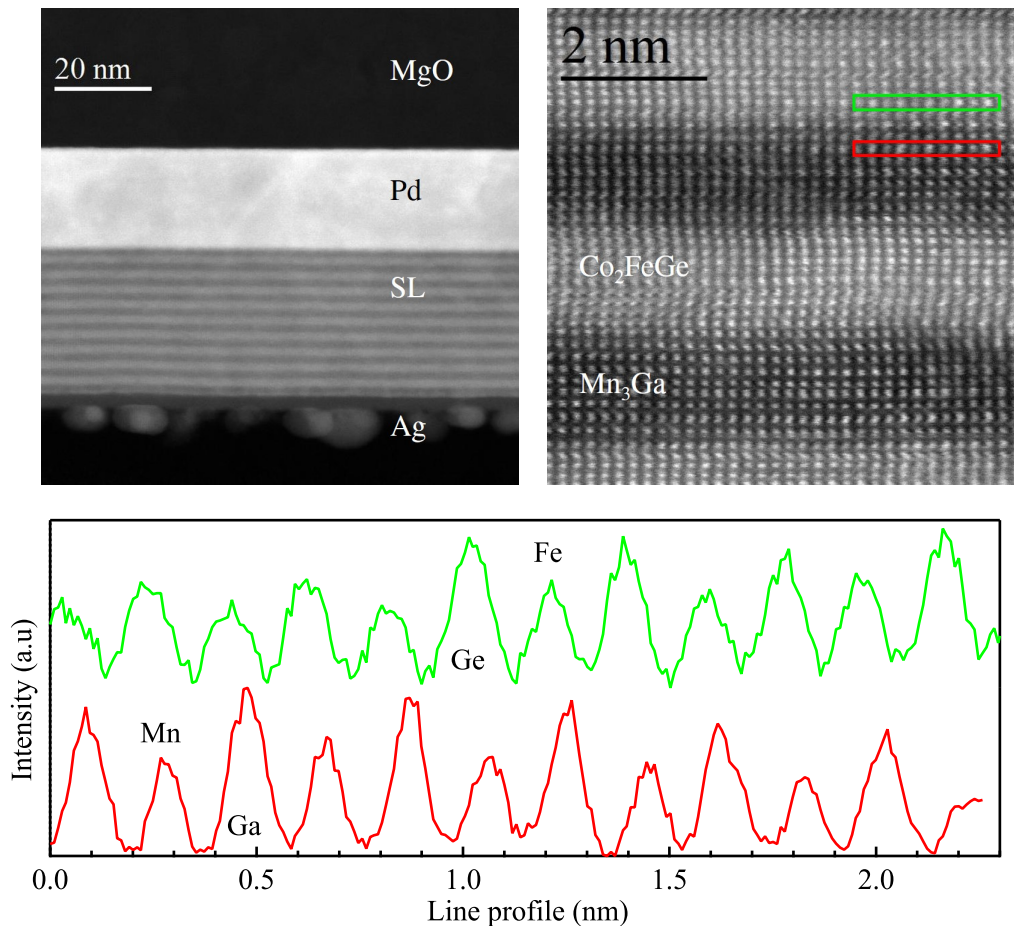 20 nm
MgO
Pd
SL
Ag
2 nm
Co₂FeGe
Mn₃Ga
Fe
Ge
Mn
Ga
Intensity (a.u)
0.0 0.5 1.0 1.5 2.0
Line profile (nm)